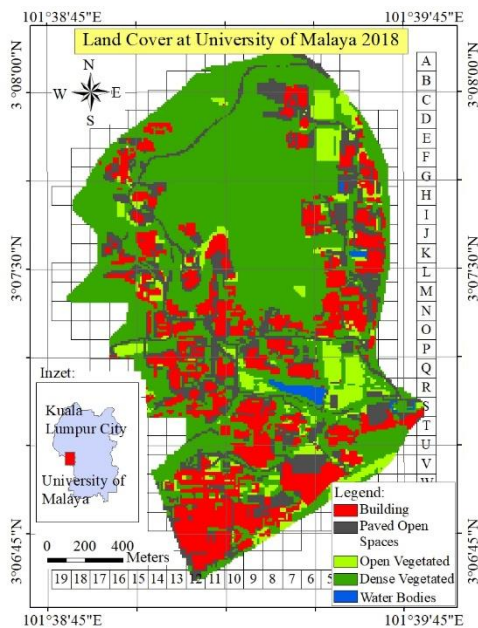 101°38'45"E
101°39'45"E
Land Cover at University of Malaya 2018
N
W E
S
3°08'00"N
3°07'30"N
3°06'45"N
3°08'00"N
3°07'30"N
3°06'45"N
A
B
C
D
E
F
G
H
I
J
K
L
M
N
O
P
Q
R
S
T
U
V
W
Inzet:
Kuala
Lumpur City
University of
Malaya
0 200 400
Meters
Legend:
Building
Paved Open
Spaces
Open Vegetated
Dense Vegetated
Water Bodies
19 18 17 16 15 14 13 12 11 10 9 8 7 6 5
101°38'45"E
101°39'45"E